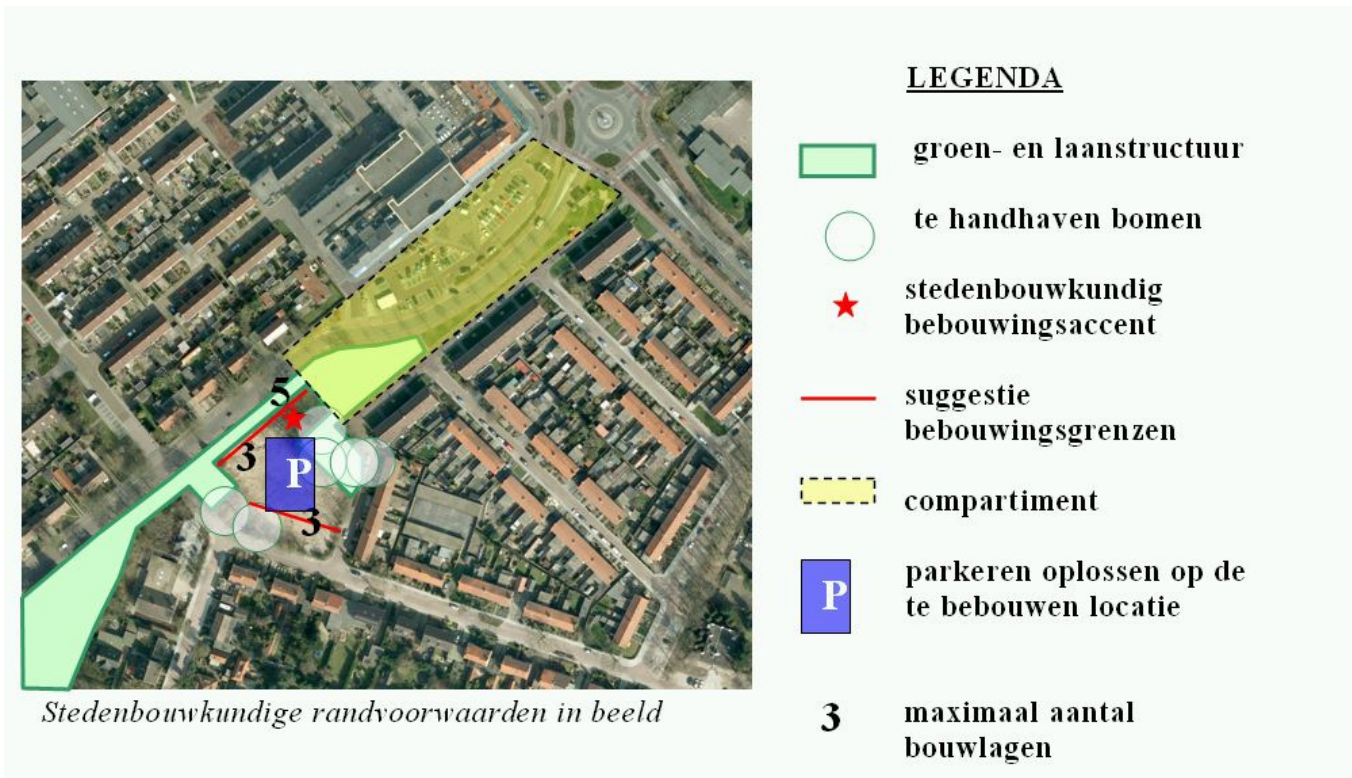 LEGENDA
groen- en laanstructuur
te handhaven bomen
stedenbouwkundig
bebouwingsaccent
suggestie
bebouwingsgrenzen
compartiment
P
parkeren oplossen op de
te bebouwen locatie
3
maximaal aantal
bouwlagen
5
3
P
3
Stedenbouwkundige randvoorwaarden in beeld